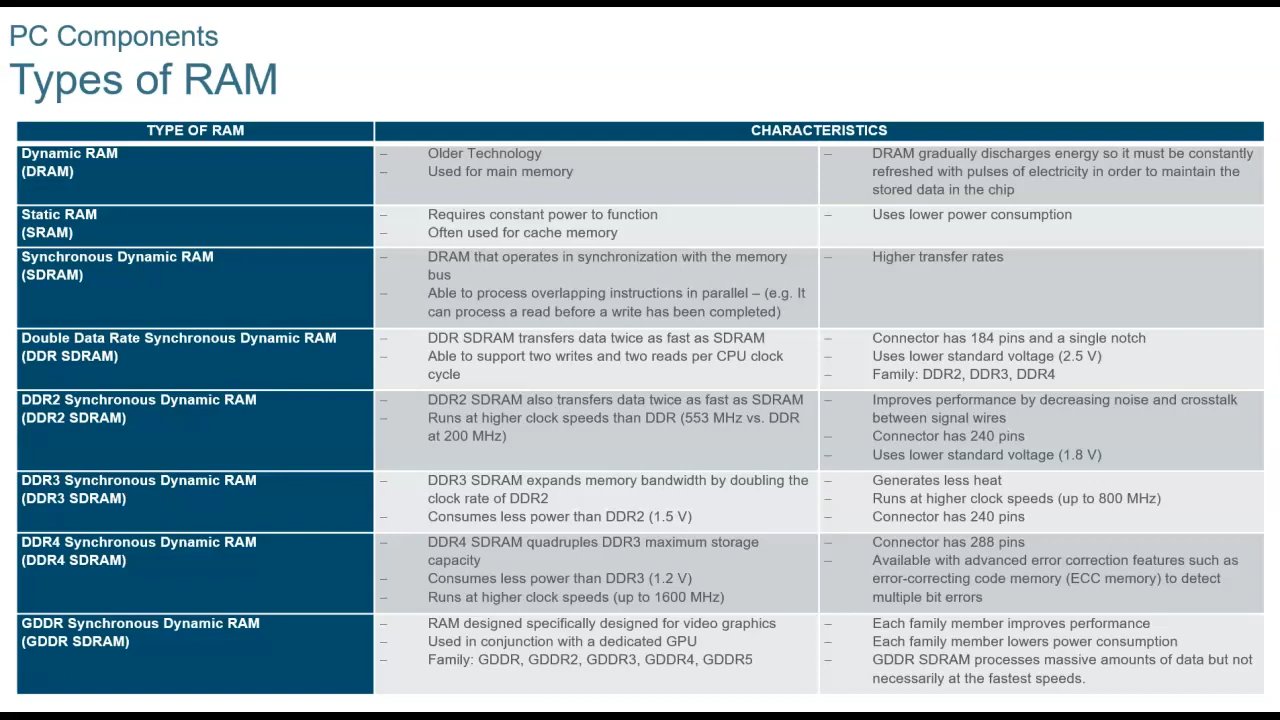 PC Components
Types of RAM
TYPE OF RAM
CHARACTERISTICS
Dynamic RAM
(DRAM)
– Older Technology
– Used for main memory
– DRAM gradually discharges energy so it must be constantly
refreshed with pulses of electricity in order to maintain the
stored data in the chip
Static RAM
(SRAM)
– Requires constant power to function
– Often used for cache memory
– Uses lower power consumption
Synchronous Dynamic RAM
(SDRAM)
– DRAM that operates in synchronization with the memory
bus
– Able to process overlapping instructions in parallel – (e.g. It
can process a read before a write has been completed)
– Higher transfer rates
Double Data Rate Synchronous Dynamic RAM
(DDR SDRAM)
– DDR SDRAM transfers data twice as fast as SDRAM
– Able to support two writes and two reads per CPU clock
cycle
– Connector has 184 pins and a single notch
– Uses lower standard voltage (2.5 V)
– Family: DDR2, DDR3, DDR4
DDR2 Synchronous Dynamic RAM
(DDR2 SDRAM)
– DDR2 SDRAM also transfers data twice as fast as SDRAM
– Runs at higher clock speeds than DDR (553 MHz vs. DDR
at 200 MHz)
– Improves performance by decreasing noise and crosstalk
between signal wires
– Connector has 240 pins
– Uses lower standard voltage (1.8 V)
DDR3 Synchronous Dynamic RAM
(DDR3 SDRAM)
– DDR3 SDRAM expands memory bandwidth by doubling the
clock rate of DDR2
– Consumes less power than DDR2 (1.5 V)
– Generates less heat
– Runs at higher clock speeds (up to 800 MHz)
– Connector has 240 pins
DDR4 Synchronous Dynamic RAM
(DDR4 SDRAM)
– DDR4 SDRAM quadruples DDR3 maximum storage
capacity
– Consumes less power than DDR3 (1.2 V)
– Runs at higher clock speeds (up to 1600 MHz)
– Connector has 288 pins
– Available with advanced error correction features such as
error-correcting code memory (ECC memory) to detect
multiple bit errors
GDDR Synchronous Dynamic RAM
(GDDR SDRAM)
– RAM designed specifically designed for video graphics
– Used in conjunction with a dedicated GPU
– Family: GDDR, GDDR2, GDDR3, GDDR4, GDDR5
– Each family member improves performance
– Each family member lowers power consumption
– GDDR SDRAM processes massive amounts of data but not
necessarily at the fastest speeds.